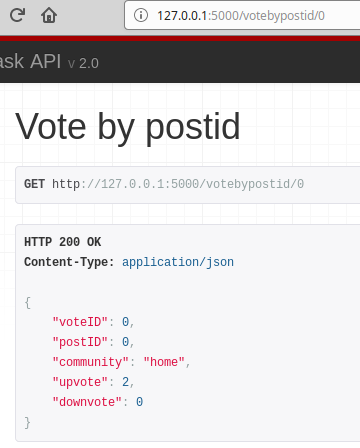 127.0.0.1:5000/votebypostid/0
ask API v 2.0
Vote by postid
GET http://127.0.0.1:5000/votebypostid/0
HTTP 200 OK
Content-Type: application/json
{
"voteID": 0,
"postID": 0,
"community": "home",
"upvote": 2,
"downvote": 0
}